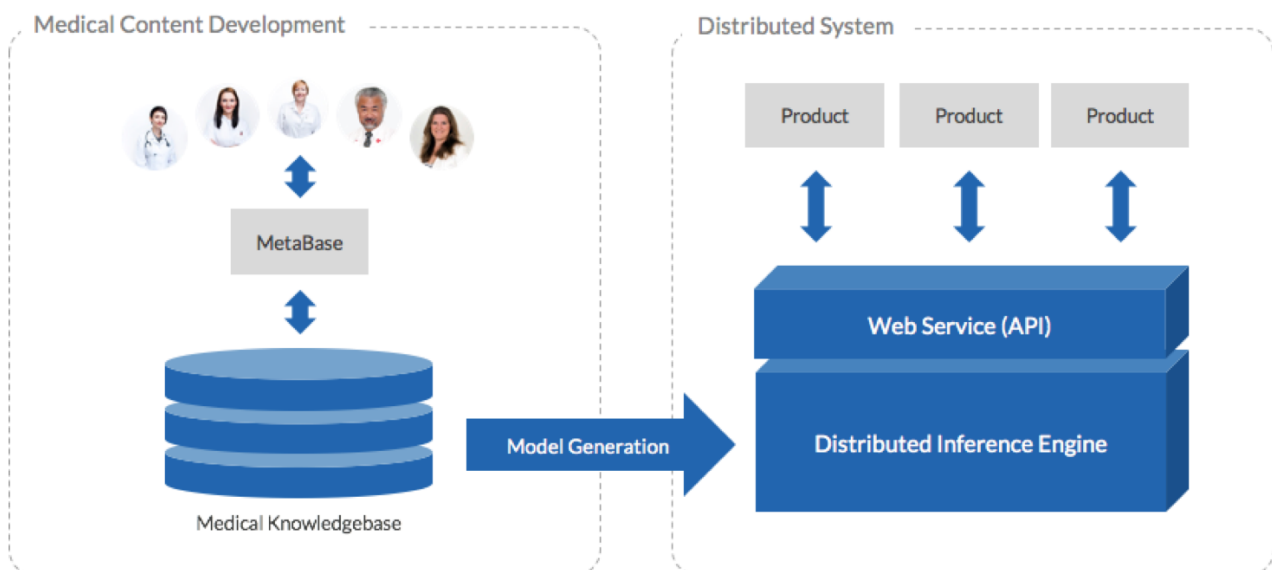 Medical Content Development
MetaBase
Medical Knowledgebase
Model Generation
Distributed System
Product
Product
Product
Web Service (API)
Distributed Inference Engine